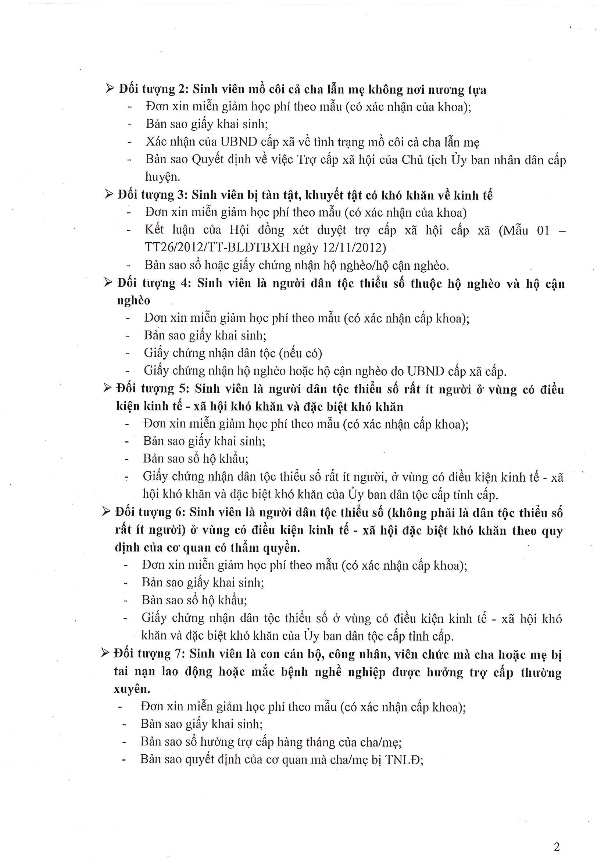 ➢ Đối tượng 2: Sinh viên mồ côi cả cha lẫn mẹ không nơi nương tựa
- Đơn xin miễn giảm học phí theo mẫu (có xác nhận của khoa);
- Bản sao giấy khai sinh;
- Xác nhận của UBND cấp xã về tình trạng mồ côi cả cha lẫn mẹ
- Bản sao Quyết định về việc Trợ cấp xã hội của Chủ tịch Ủy ban nhân dân cấp
huyện.
➢ Đối tượng 3: Sinh viên bị tàn tật, khuyết tật có khó khăn về kinh tế
- Đơn xin miễn giảm học phí theo mẫu (có xác nhận của khoa)
- Kết luận của Hội đồng xét duyệt trợ cấp xã hội cấp xã (Mẫu 01 –
TT26/2012/TT-BLĐTBXH ngày 12/11/2012)
- Bản sao sổ hoặc giấy chứng nhận hộ nghèo/hộ cận nghèo.
➢ Đối tượng 4: Sinh viên là người dân tộc thiểu số thuộc hộ nghèo và hộ cận
nghèo
- Đơn xin miễn giảm học phí theo mẫu (có xác nhận cấp khoa);
- Bản sao giấy khai sinh;
- Giấy chứng nhận dân tộc (nếu có)
- Giấy chứng nhận hộ nghèo hoặc hộ cận nghèo do UBND cấp xã cấp.
➢ Đối tượng 5: Sinh viên là người dân tộc thiểu số rất ít người ở vùng có điều
kiện kinh tế - xã hội khó khăn và đặc biệt khó khăn
- Đơn xin miễn giảm học phí theo mẫu (có xác nhận cấp khoa);
- Bản sao giấy khai sinh;
- Bản sao sổ hộ khẩu;
- Giấy chứng nhận dân tộc thiểu số rất ít người, ở vùng có điều kiện kinh tế - xã
hội khó khăn và đặc biệt khó khăn của Ủy ban dân tộc cấp tỉnh cấp.
➢ Đối tượng 6: Sinh viên là người dân tộc thiểu số (không phải là dân tộc thiểu số
rất ít người) ở vùng có điều kiện kinh tế - xã hội đặc biệt khó khăn theo quy
định của cơ quan có thẩm quyền.
- Đơn xin miễn giảm học phí theo mẫu (có xác nhận cấp khoa);
- Bản sao giấy khai sinh;
- Bản sao sổ hộ khẩu;
- Giấy chứng nhận dân tộc thiểu số ở vùng có điều kiện kinh tế - xã hội khó
khăn và đặc biệt khó khăn của Ủy ban dân tộc cấp tỉnh cấp.
➢ Đối tượng 7: Sinh viên là con cán bộ, công nhân, viên chức mà cha hoặc mẹ bị
tai nạn lao động hoặc mắc bệnh nghề nghiệp được hưởng trợ cấp thường
xuyên.
- Đơn xin miễn giảm học phí theo mẫu (có xác nhận cấp khoa);
- Bản sao giấy khai sinh;
- Bản sao sổ hưởng trợ cấp hàng tháng của cha/mẹ;
- Bản sao quyết định của cơ quan mà cha/mẹ bị TNLĐ;
2